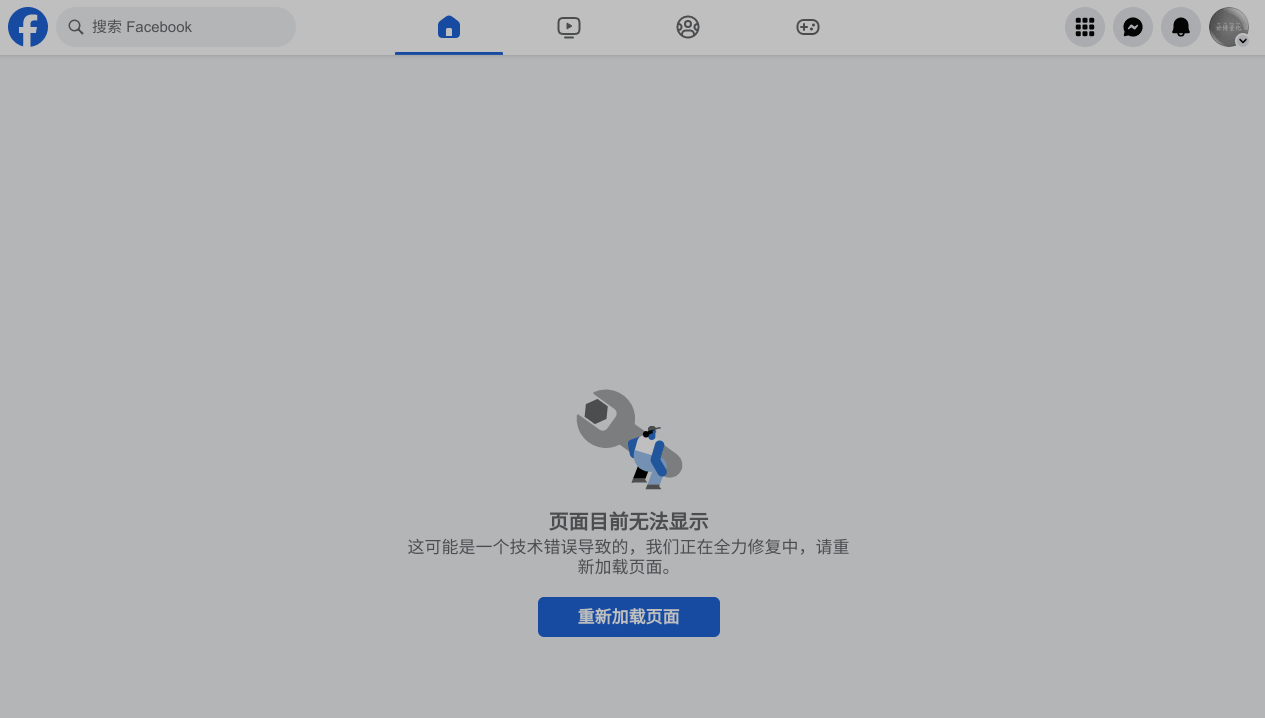 搜索 Facebook
页面目前无法显示
这可能是一个技术错误导致的，我们正在全力修复中，请重
新加载页面。
重新加载页面